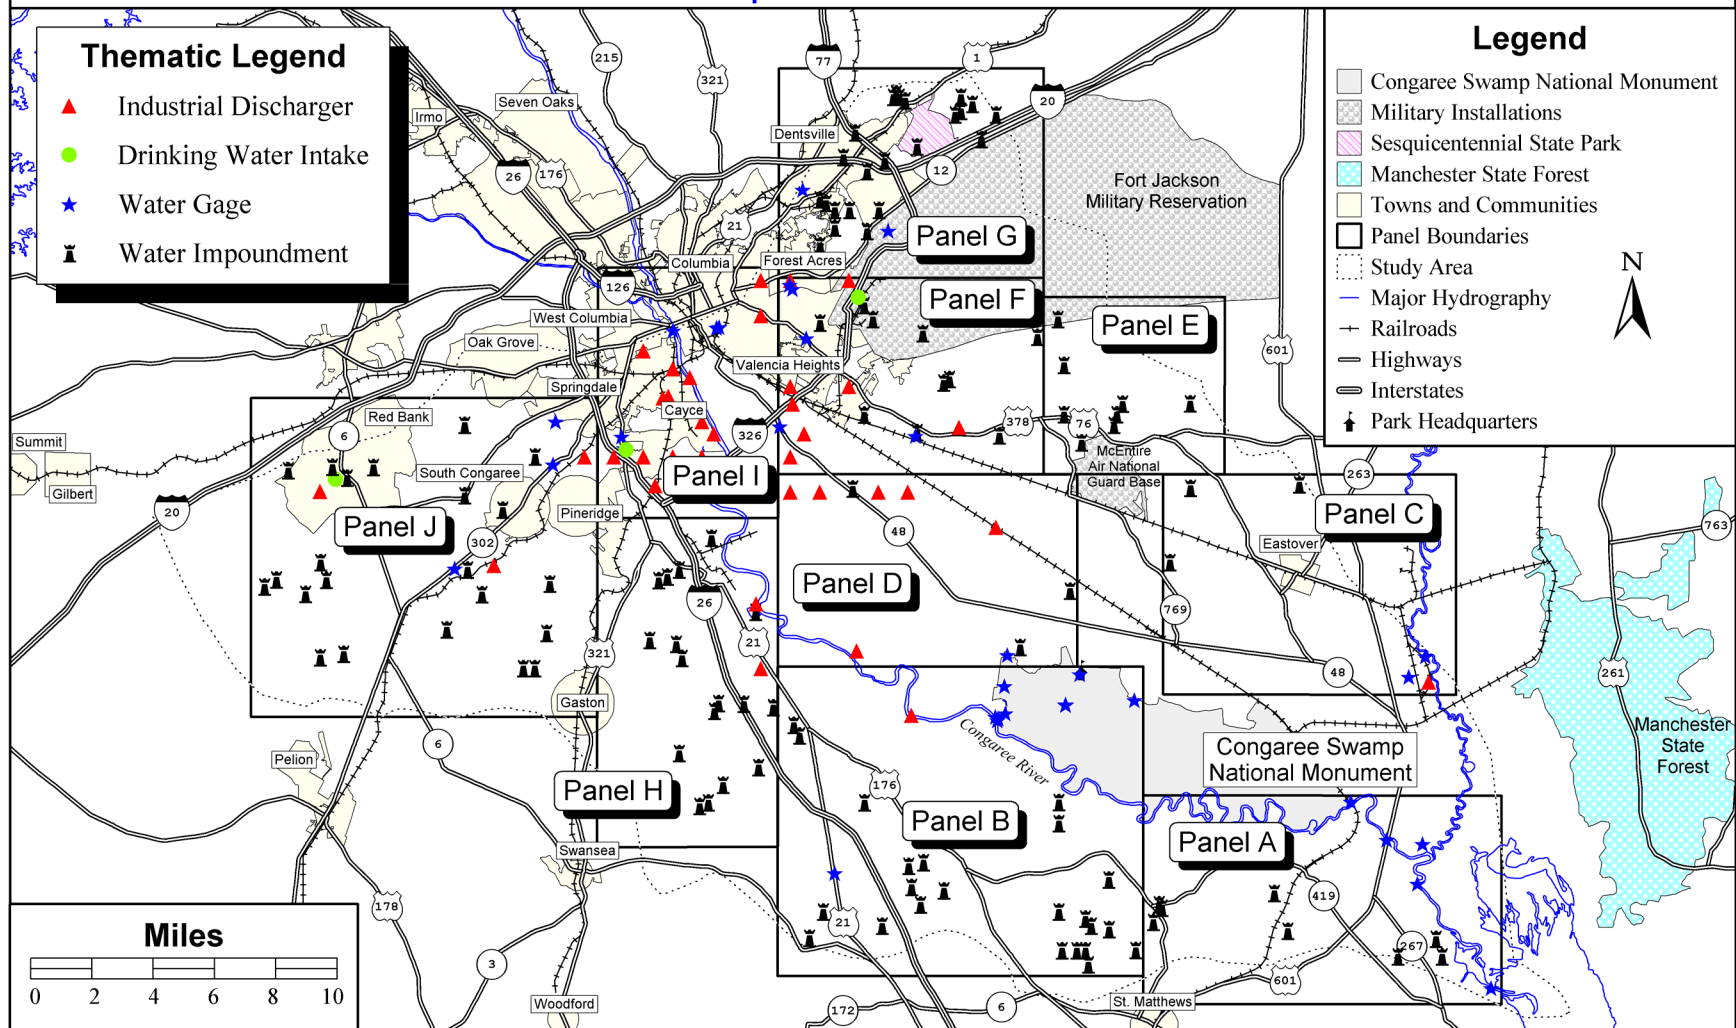 Thematic Legend
Industrial Discharger
Drinking Water Intake
Water Gage
Water Impoundment
Legend
Congaree Swamp National Monument
Military Installations
Sesquicentennial State Park
Manchester State Forest
Towns and Communities
Panel Boundaries
Study Area
Major Hydrography
Railroads
Highways
Interstates
Park Headquarters
N
215
321
77
1
20
Seven Oaks
Irmo
26
176
Dentsville
12
Fort Jackson
Military Reservation
21
Panel G
Columbia
Forest Acres
126
Panel F
West Columbia
Panel E
Oak Grove
601
Valencia Heights
Springdale
Red Bank
Cayce
378
76
6
326
Summit
Gilbert
South Congaree
McEntire
Air National
Guard Base
263
Panel I
20
Pineridge
Panel J
Panel C
763
302
48
Eastover
Panel D
26
769
21
321
48
261
Gaston
Congaree River
Manchester
State
Forest
6
Pelion
Congaree Swamp
National Monument
176
Panel H
Panel B
Panel A
Swansea
419
178
21
267
Miles
0 2 4 6 8 10
3
601
Woodford
172
6
St. Matthews